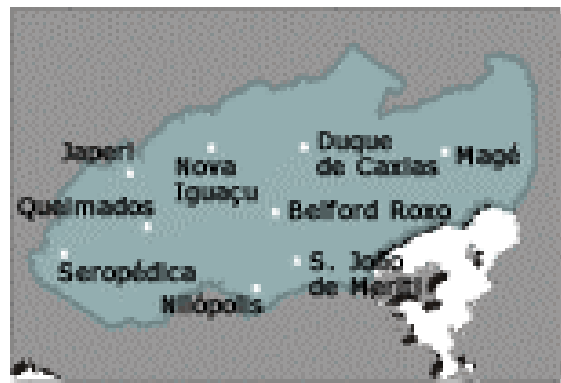 Japeri
Nova
Iguaçu
Duque
de Caxias
Magé
Queimados
Belford Roxo
Seropédica
S. João
de Meriti
Nilópolis